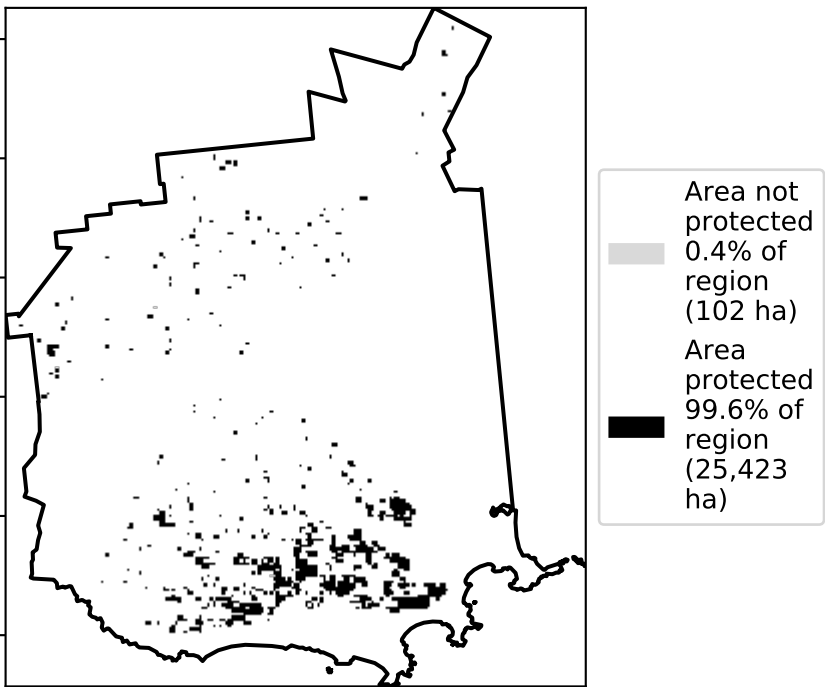 Area not
protected
0.4% of
region
(102 ha)
Area
protected
99.6% of
region
(25,423
ha)